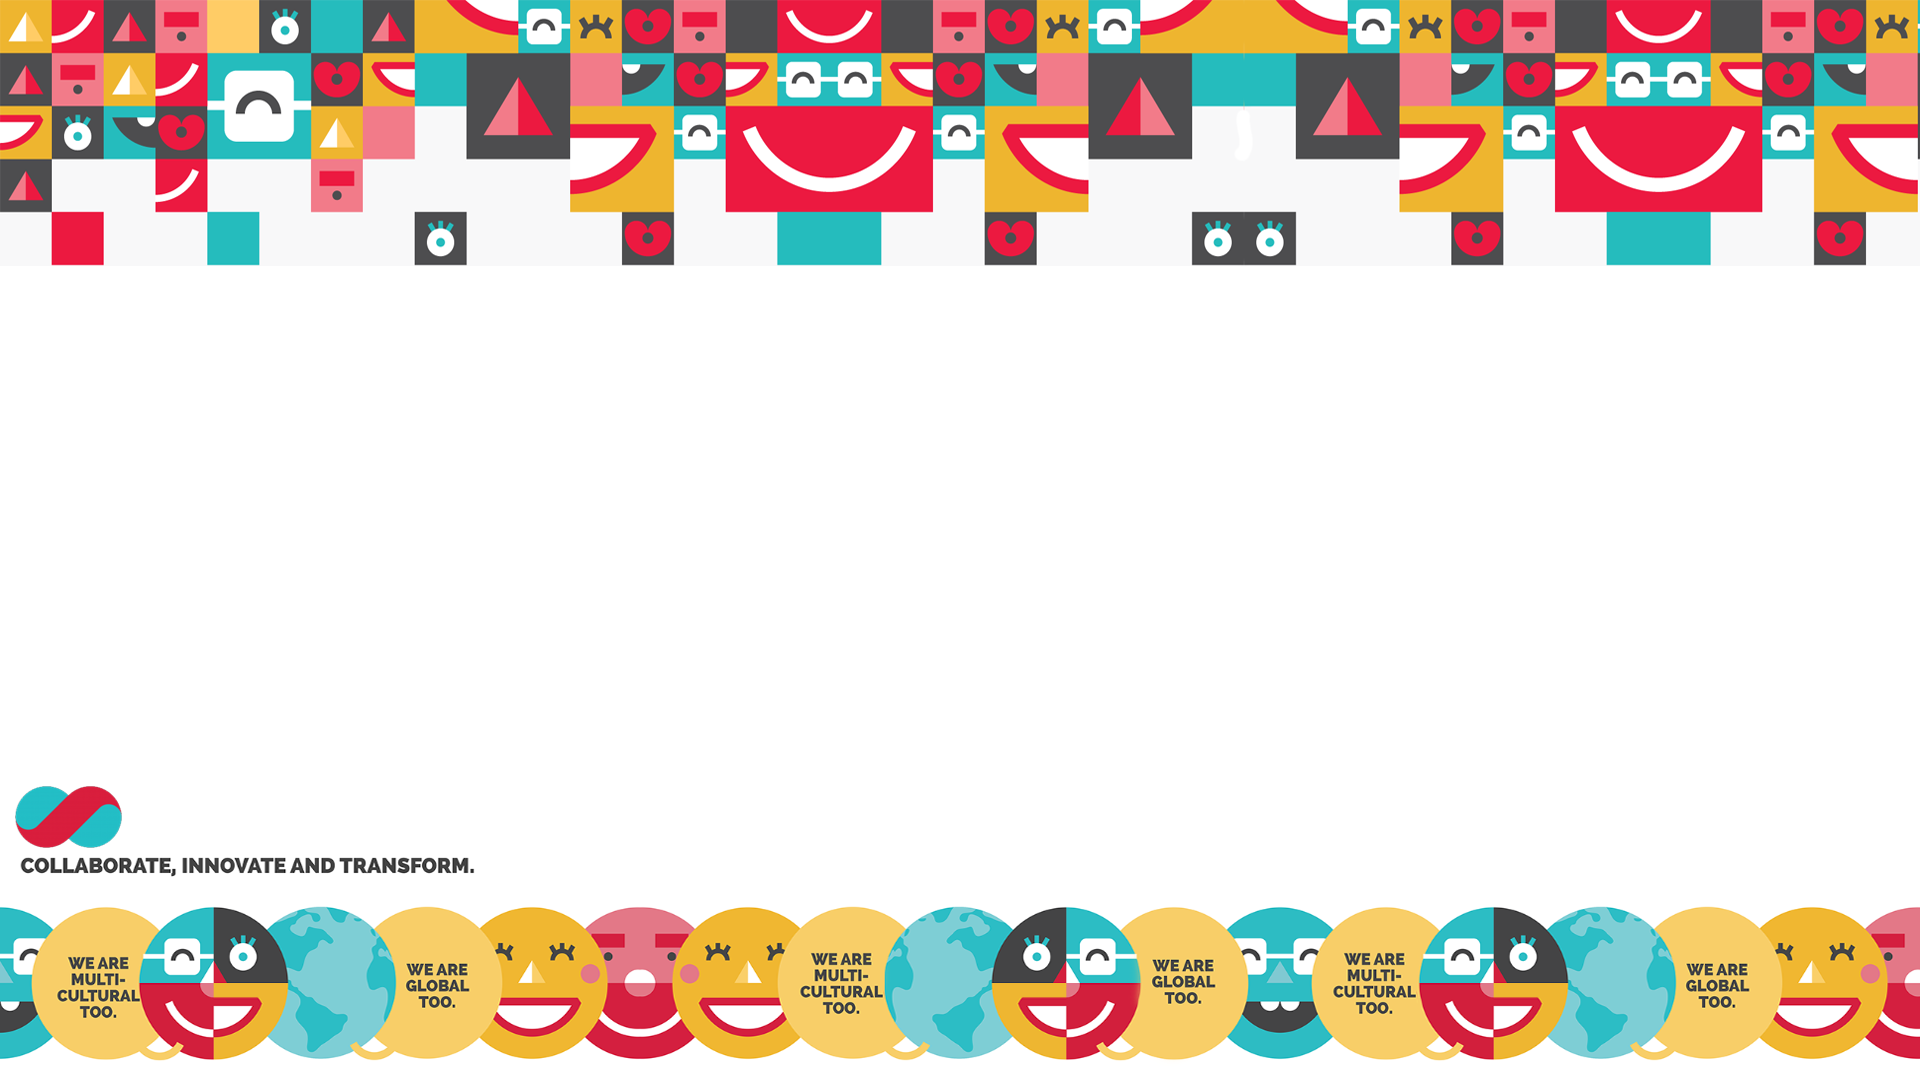 COLLABORATE, INNOVATE AND TRANSFORM.
WE ARE
MULTI-
CULTURAL
TOO.
WE ARE
GLOBAL
TOO.
WE ARE
MULTI-
CULTURAL
TOO.
WE ARE
GLOBAL
TOO.
WE ARE
MULTI-
CULTURAL
TOO.
WE ARE
GLOBAL
TOO.